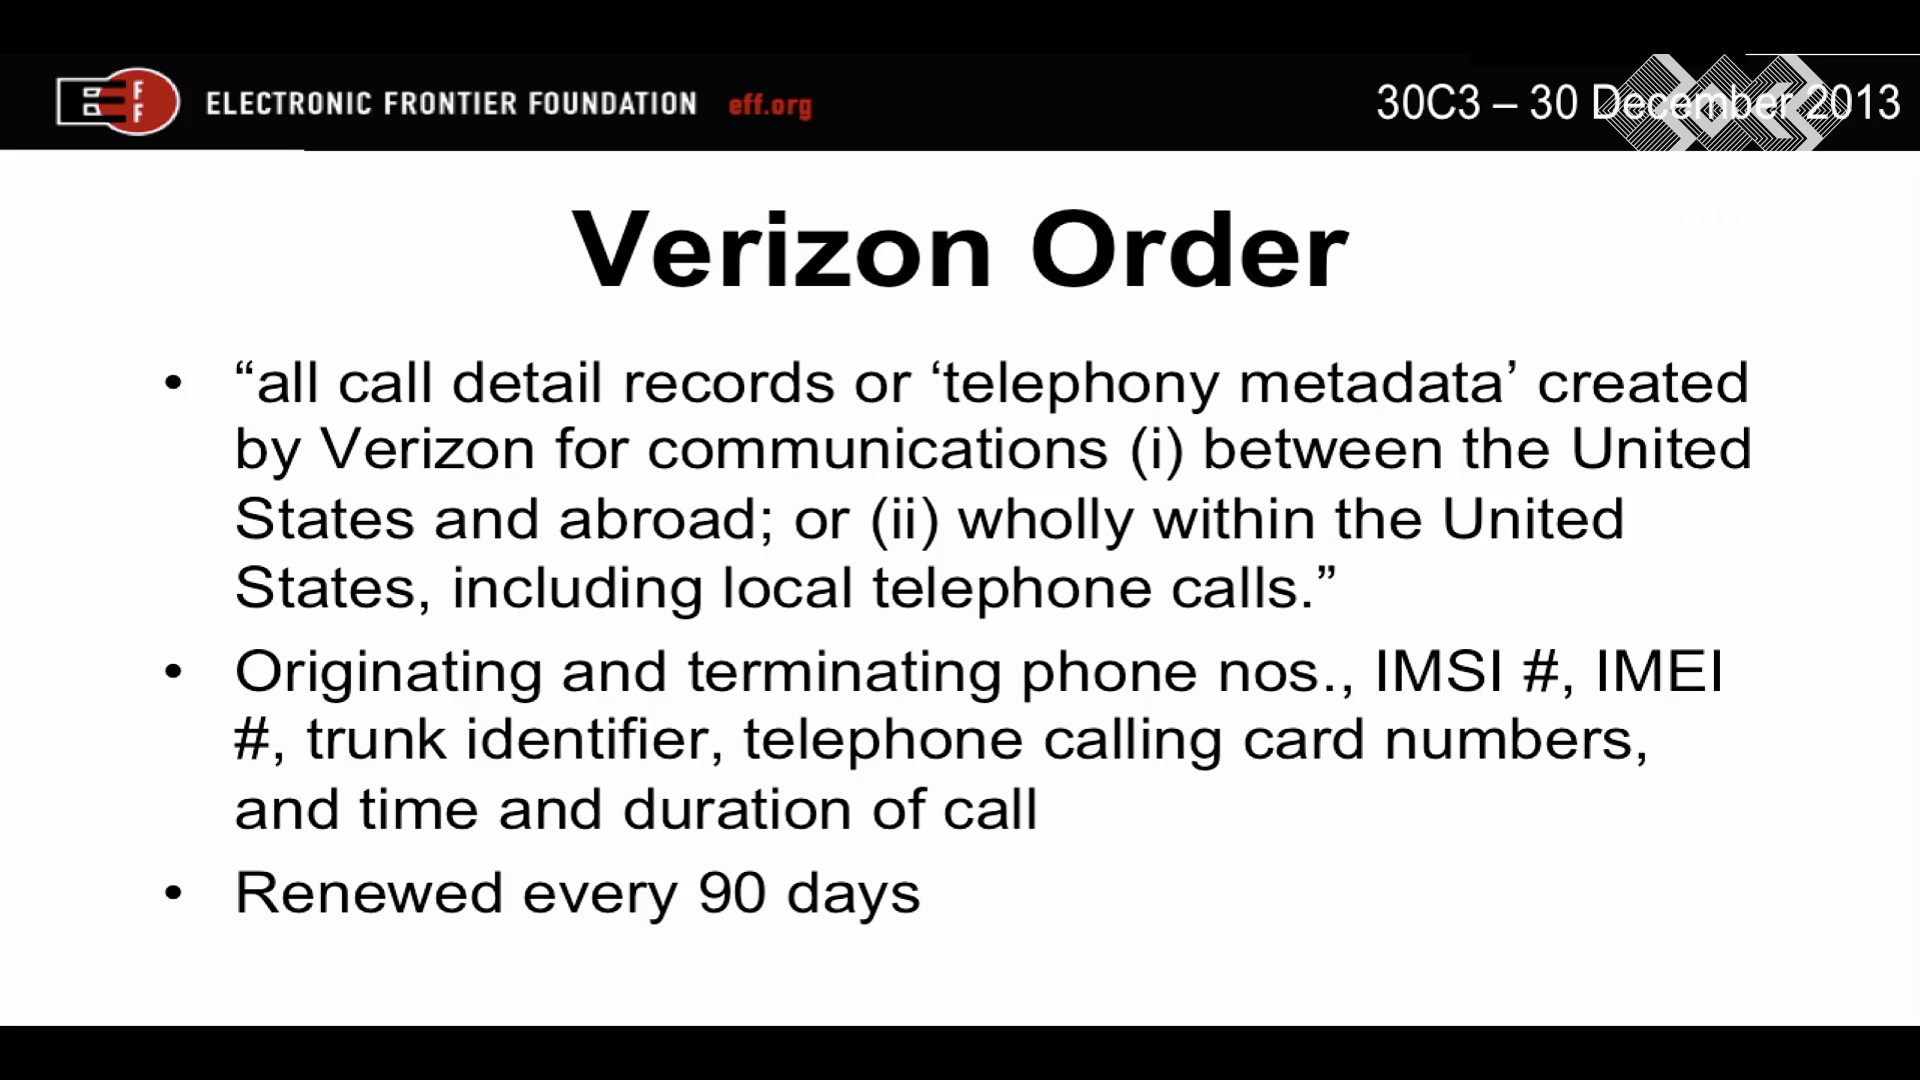 EFF ELECTRONIC FRONTIER FOUNDATION eff.org
30C3 – 30 December 2013
Verizon Order
• “all call detail records or ‘telephony metadata’ created
by Verizon for communications (i) between the United
States and abroad; or (ii) wholly within the United
States, including local telephone calls.”
• Originating and terminating phone nos., IMSI #, IMEI
#, trunk identifier, telephone calling card numbers,
and time and duration of call
• Renewed every 90 days